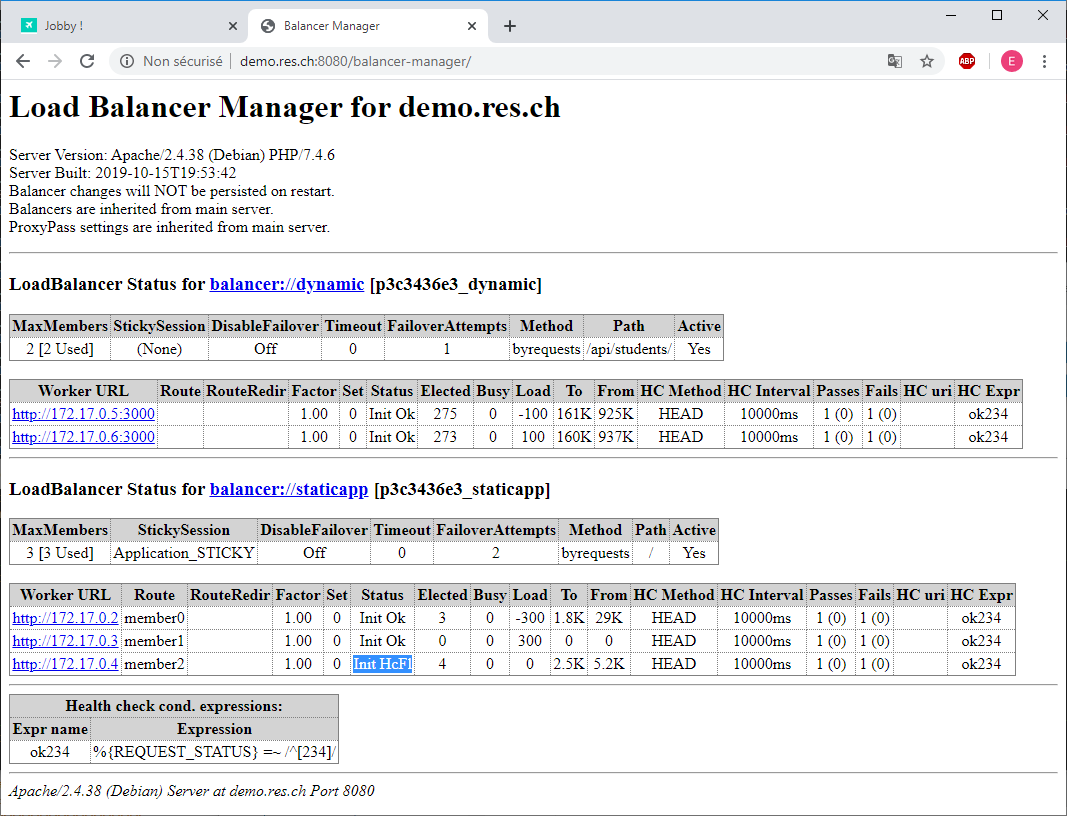 Jobby !
Balancer Manager
Non sécurisé demo.res.ch:8080/balancer-manager/ ABP E
Load Balancer Manager for demo.res.ch
Server Version: Apache/2.4.38 (Debian) PHP/7.4.6
Server Built: 2019-10-15T19:53:42
Balancer changes will NOT be persisted on restart.
Balancers are inherited from main server.
ProxyPass settings are inherited from main server.
LoadBalancer Status for balancer://dynamic [p3c3436e3_dynamic]
MaxMembers StickySession DisableFailover Timeout FailoverAttempts Method Path Active
2 [2 Used] (None) Off 0 1 byrequests /api/students/ Yes
Worker URL Route RouteRedir Factor Set Status Elected Busy Load To From HC Method HC Interval Passes Fails HC uri HC Expr
http://172.17.0.5:3000 1.00 0 Init Ok 275 0 -100 161K 925K HEAD 10000ms 1 (0) 1 (0) ok234
http://172.17.0.6:3000 1.00 0 Init Ok 273 0 100 160K 937K HEAD 10000ms 1 (0) 1 (0) ok234
LoadBalancer Status for balancer://staticapp [p3c3436e3_staticapp]
MaxMembers StickySession DisableFailover Timeout FailoverAttempts Method Path Active
3 [3 Used] Application_STICKY Off 0 2 byrequests / Yes
Worker URL Route RouteRedir Factor Set Status Elected Busy Load To From HC Method HC Interval Passes Fails HC uri HC Expr
http://172.17.0.2 member0 1.00 0 Init Ok 3 0 -300 1.8K 29K HEAD 10000ms 1 (0) 1 (0) ok234
http://172.17.0.3 member1 1.00 0 Init Ok 0 0 300 0 0 HEAD 10000ms 1 (0) 1 (0) ok234
http://172.17.0.4 member2 1.00 0 Init HcFl 4 0 0 2.5K 5.2K HEAD 10000ms 1 (0) 1 (0) ok234
Health check cond. expressions:
Expr name Expression
ok234 %{REQUEST_STATUS} =~ /^[234]/
Apache/2.4.38 (Debian) Server at demo.res.ch Port 8080